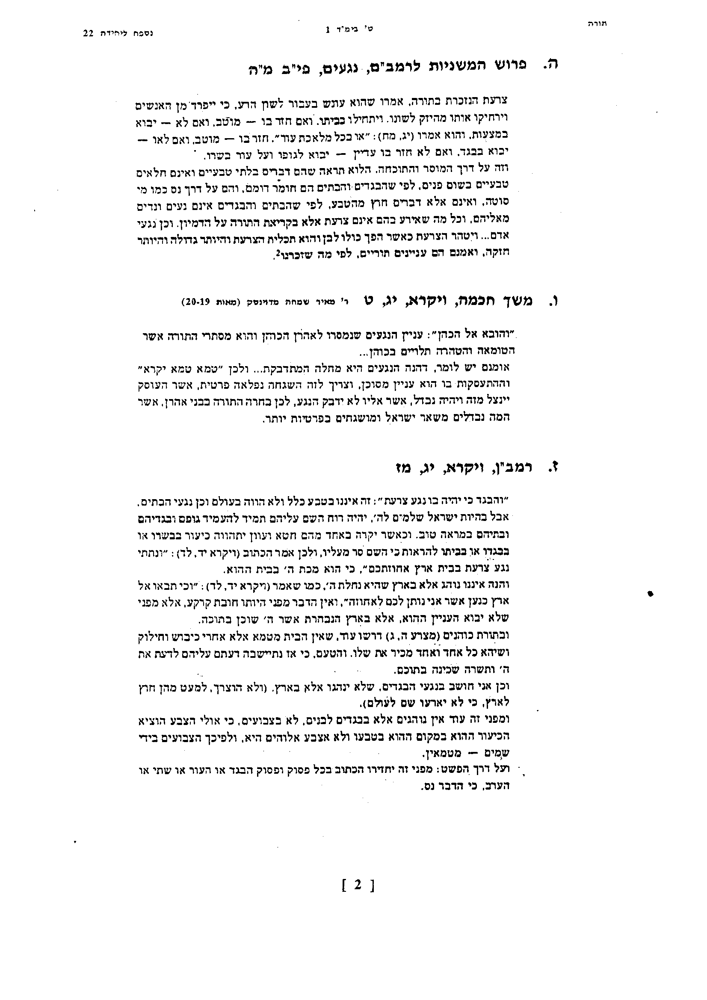 תורה
ט' בימ"ד 1
נספח ליחידה 22
ה. פרוש המשניות לרמב"ם, נגעים, פי"ב מ"ה
צרעת הנזכרת בתורה, אמרו שהוא עונש בעבור לשון הרע, כי ייפרד מן האנשים
וירחיקו אותו מהיזק לשונו. ויתחילו בביתו. ואם חזר בו — מוטב, ואם לא — יבוא
במצעות, והוא אמרו (יג, מח): "או בכל מלאכת עור". חזר בו — מוטב, ואם לאו —
יבוא בבגד, ואם לא חזר בו עדיין — יבוא לגופו ועל עור בשרו.
וזה על דרך המוסר והתוכחה. הלוא תראה שהם דברים בלתי טבעיים ואינם חלאים
טבעיים בשום פנים, לפי שהבגדים והבתים הם חומר דומם, והם על דרך נס כמו מי
סוטה, ואינם אלא דברים חרץ מהטבע, לפי שהבתים והבגדים אינם נעים ונדים
מאליהם, וכל מה שאירע בהם אינם צרעת אלא בקריאת התורה על הדמיון. וכן נגעי
אדם... ויטהר הצרעת כאשר הפך כולו לבן והוא תכלית הצרעת והיותר גדולה והיותר
חזקה, ואמנם הם עניינים תוריים, לפי מה שזכרנו².
ו. משך חכמה, ויקרא, יג, ט ר' מאיר שמחה מדוינסק (מאות 20-19)
"והובא אל הכהן": עניין הנגעים שנמסרו לאהרן הכוהן והוא מסתרי התורה אשר
הטומאה והטהרה תלויים בכוהן...
אומנם יש לומר, דהנה הנגעים היא מחלה המתדבקת... ולכן "טמא טמא יקרא"
וההתעסקות בו הוא עניין מסוכן, וצריך לזה השגחה נפלאה פרטית, אשר העוסק
יינצל מזה ויהיה נבדל, אשר אליו לא ידבק הנגע, לכן בחרה התורה בבני אהרן, אשר
המה נבדלים משאר ישראל ומושגחים בפרטיות יותר.
ז. רמב"ן, ויקרא, יג, מז
"והבגד כי יהיה בו נגע צרעת": זה איננו בטבע כלל ולא הווה בעולם וכן נגעי הבתים.
אבל בהיות ישראל שלמים לה', יהיה רוח השם עליהם תמיד להעמיד גופם ובגדיהם
ובתיהם במראה טוב. וכאשר יקרה באחד מהם חטא ועוון יתהווה כיעור בבשרו או
בבגדו או בביתו להראות כי השם סר מעליו, ולכן אמר הכתוב (ויקרא יד, לד): "ונתתי
נגע צרעת בבית ארץ אחוזתכם", כי הוא מכת ה' בבית ההוא.
והנה איננו נוהג אלא בארץ שהיא נחלת ה', כמו שאמר (ויקרא יד, לד): "וכי תבאו אל
ארץ כנען אשר אני נותן לכם לאחוזה", ואין הדבר מפני היותו חובת קרקע, אלא מפני
שלא יבוא העניין ההוא, אלא בארץ הנבחרת אשר ה' שוכן בתוכה.
ובתורת כוהנים (מצרע ה, ג) דרשו עוד, שאין הבית מטמא אלא אחרי כיבוש וחילוק
ושיהא כל אחד ואחד מכיר את שלו. והטעם, כי אז נתיישבה דעתם עליהם לדעת את
ה' ותשרה שכינה בתוכם.
וכן אני חושב בנגעי הבגדים, שלא ינהגו אלא בארץ. (ולא הוצרך, למעט מהן חרץ
לארץ, כי לא יארעו שם לעולם).
ומפני זה עוד אין נוהגים אלא בבגדים לבנים, לא בצבועים, כי אולי הצבע הוציא
הכיעור ההוא במקום ההוא בטבעו ולא אצבע אלוהים היא, ולפיכך הצבועים בידי
שמים — מטמאין.
ועל דרך הפשט: מפני זה יחזירו הכתוב בכל פסוק ופסוק הבגד או העור או שתי או
הערב, כי הדבר נס.
[ 2 ]